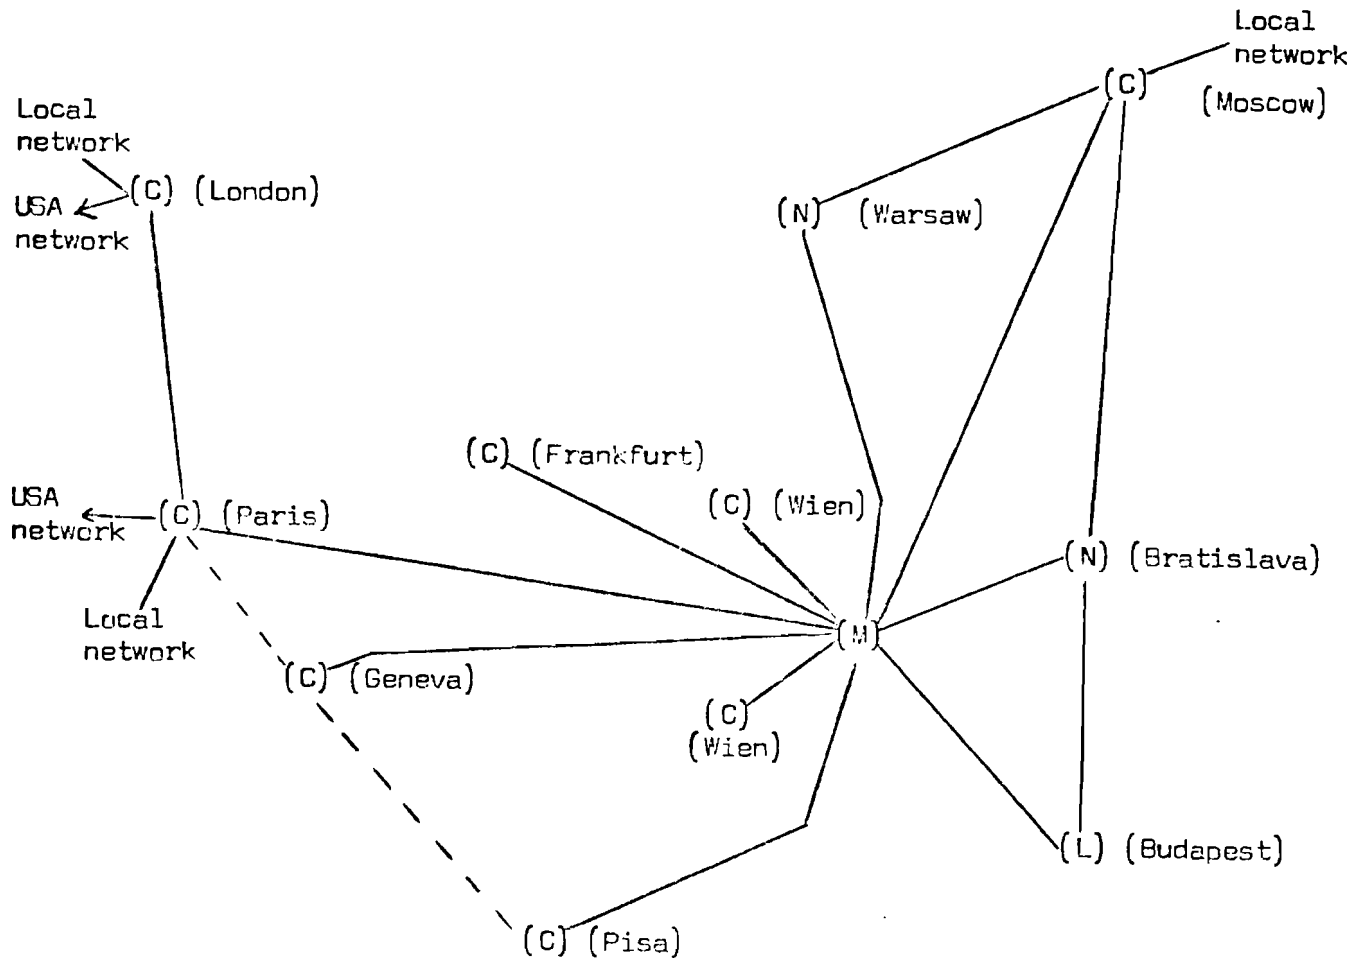 Local
network
(C)
(Moscow)
Local
network
(C) (London)
USA
network
(N) (Warsaw)
(C) (Frankfurt)
(C) (Wien)
USA
network
(C) (Paris)
(N) (Bratislava)
Local
network
(M)
(C) (Geneva)
(C)
(Wien)
(L) (Budapest)
(C) (Pisa)